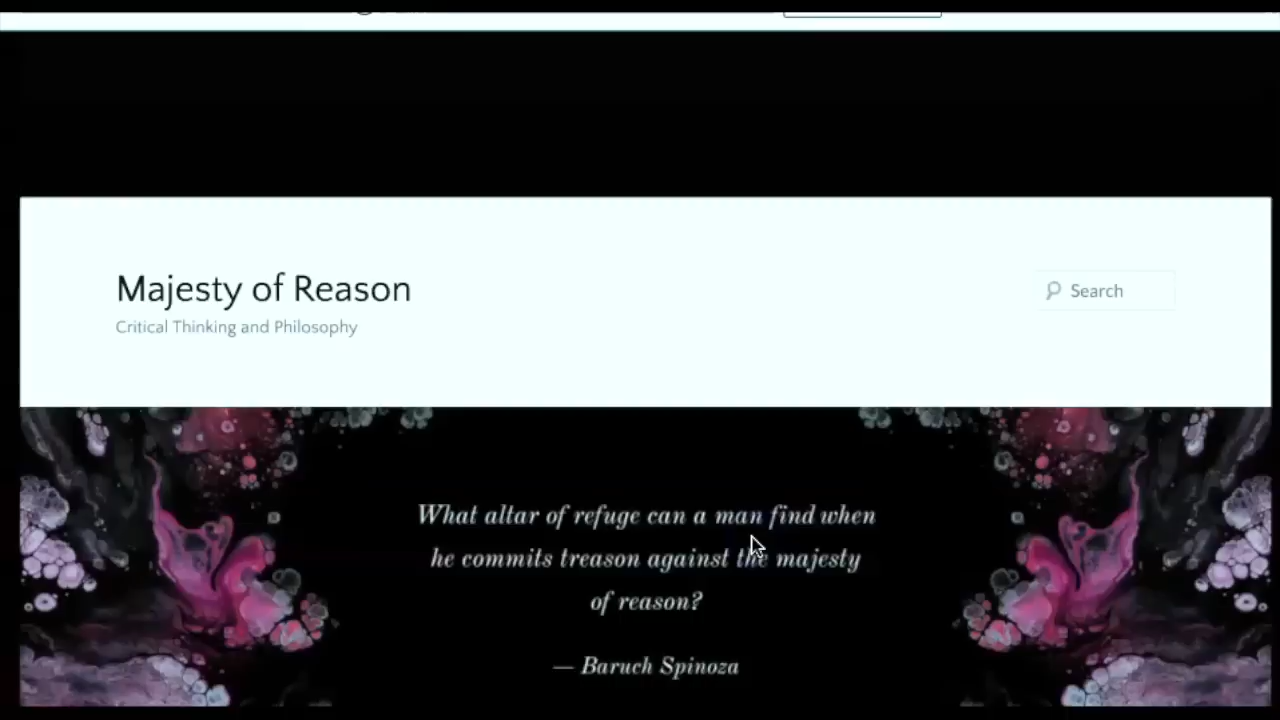 Majesty of Reason
Search
Critical Thinking and Philosophy
What altar of refuge can a man find when
he commits treason against the majesty
of reason?
— Baruch Spinoza